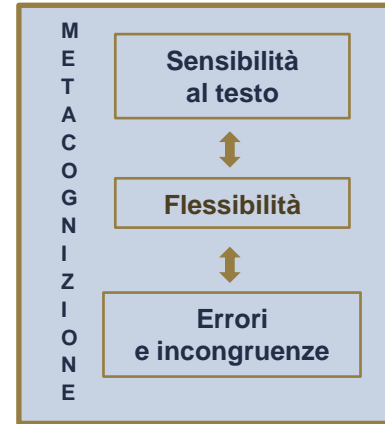 METACOGNIZIONE
Sensibilità
al testo
Flessibilità
Errori
e incongruenze